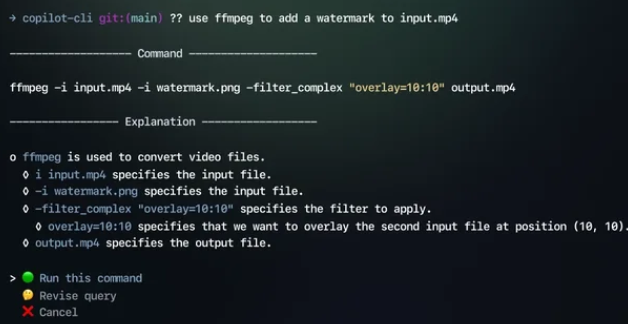 → copilot-cli git:(main) ?? use ffmpeg to add a watermark to input.mp4
——————————————— Command ———————————————
ffmpeg -i input.mp4 -i watermark.png -filter_complex "overlay=10:10" output.mp4
——————————————— Explanation ———————————————
o ffmpeg is used to convert video files.
◊ i input.mp4 specifies the input file.
◊ -i watermark.png specifies the input file.
◊ -filter_complex "overlay=10:10" specifies the filter to apply.
◊ overlay=10:10 specifies that we want to overlay the second input file at position (10, 10).
◊ output.mp4 specifies the output file.
> 🟢 Run this command
🤔 Revise query
❌ Cancel